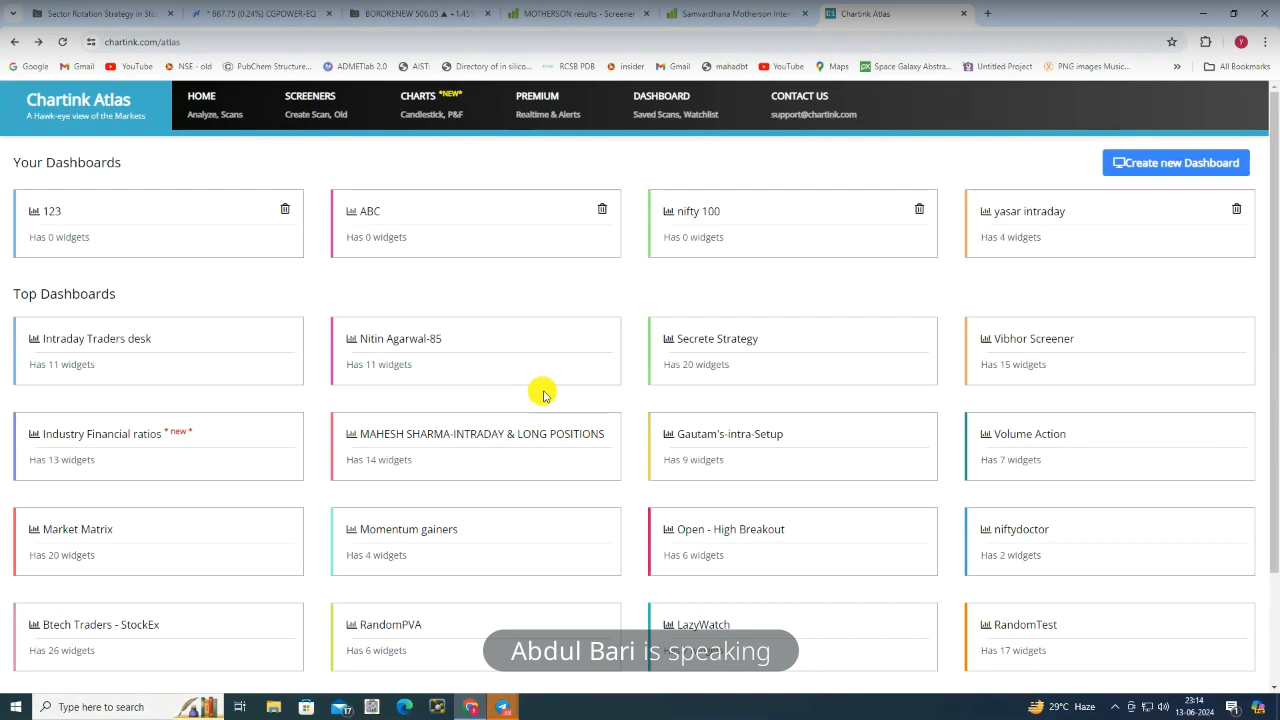 Sector Rotation Strategy in Stoc
* 667.75 (0.24%) CGPOWER-EQ
BORORENEW 506.05 ▲ +1.45%
MOTHERSON results - Screener
Samvardhana Motherson Interna
Chartink Atlas
chartink.com/atlas
Google
Gmail
YouTube
NSE - old
PubChem Structure...
ADMETlab 2.0
AIST:
Directory of in silico...
RCSB PDB
insider
Gmail
mahadbt
YouTube
Maps
Space Galaxy Abstra...
Untitled Project
PNG images Music...
»
All Bookmarks
Chartink Atlas
A Hawk-eye view of the Markets
HOME
Analyze, Scans
SCREENERS
Create Scan, Old
CHARTS *NEW*
Candlestick, P&F
PREMIUM
Realtime & Alerts
DASHBOARD
Saved Scans, Watchlist
CONTACT US
support@chartink.com
Your Dashboards
Create new Dashboard
123
Has 0 widgets
ABC
Has 0 widgets
nifty 100
Has 0 widgets
yasar intraday
Has 4 widgets
Top Dashboards
Intraday Traders desk
Has 11 widgets
Nitin Agarwal-85
Has 11 widgets
Secrete Strategy
Has 20 widgets
Vibhor Screener
Has 15 widgets
Industry Financial ratios * new *
Has 13 widgets
MAHESH SHARMA-INTRADAY & LONG POSITIONS
Has 14 widgets
Gautam's-intra-Setup
Has 9 widgets
Volume Action
Has 7 widgets
Market Matrix
Has 20 widgets
Momentum gainers
Has 4 widgets
Open - High Breakout
Has 6 widgets
niftydoctor
Has 2 widgets
Btech Traders - StockEx
Has 26 widgets
RandomPVA
Has 6 widgets
LazyWatch
RandomTest
Has 17 widgets
Abdul Bari is speaking
Type here to search
17
29°C Haze
23:14
13-06-2024